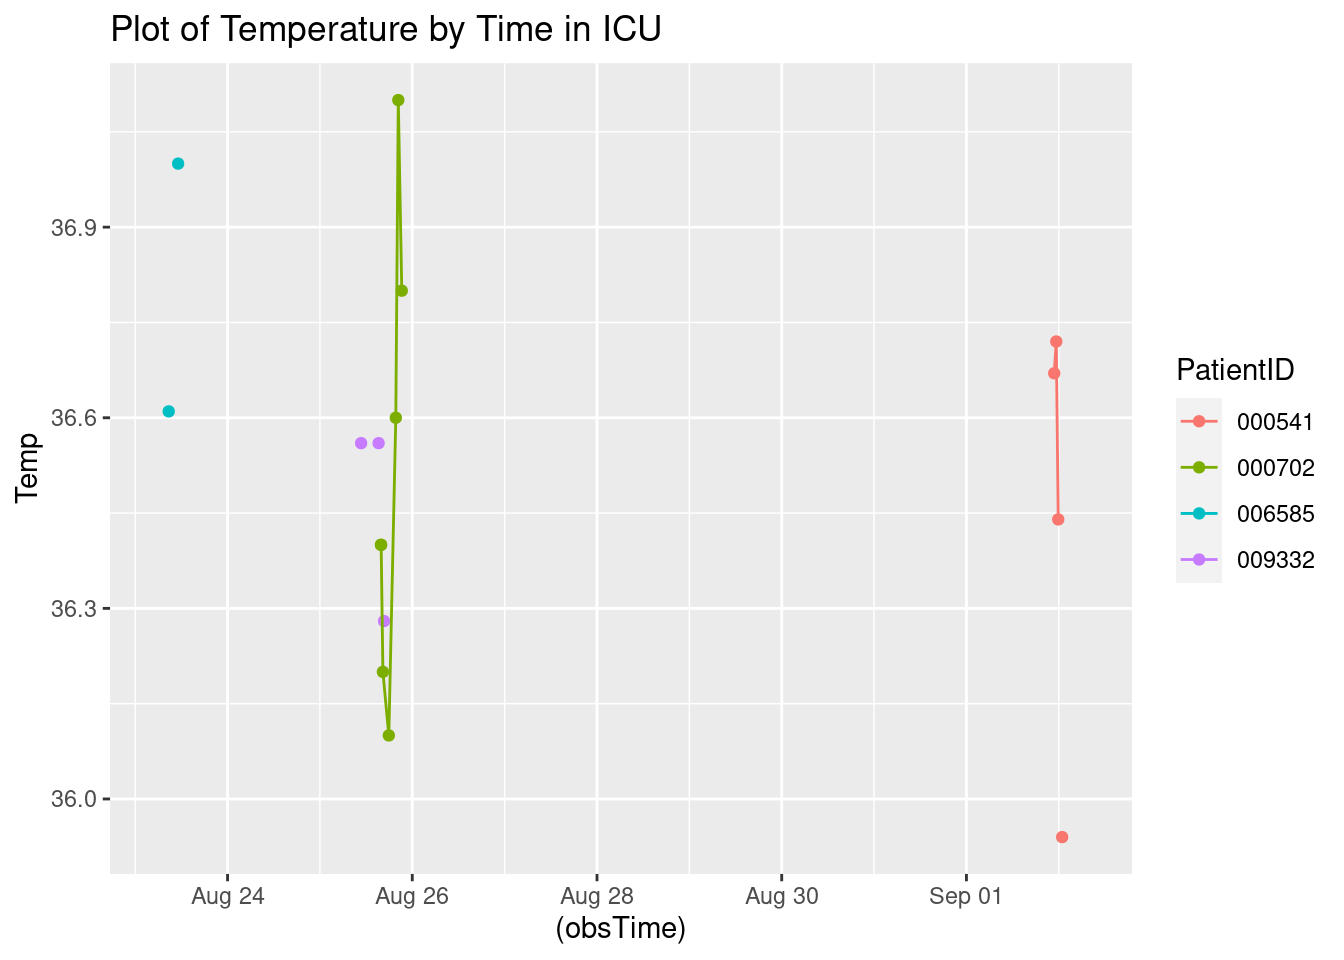 Plot of Temperature by Time in ICU
36.9
36.6
36.3
36.0
Temp
Aug 24
Aug 26
Aug 28
Aug 30
Sep 01
(obsTime)
PatientID
000541
000702
006585
009332